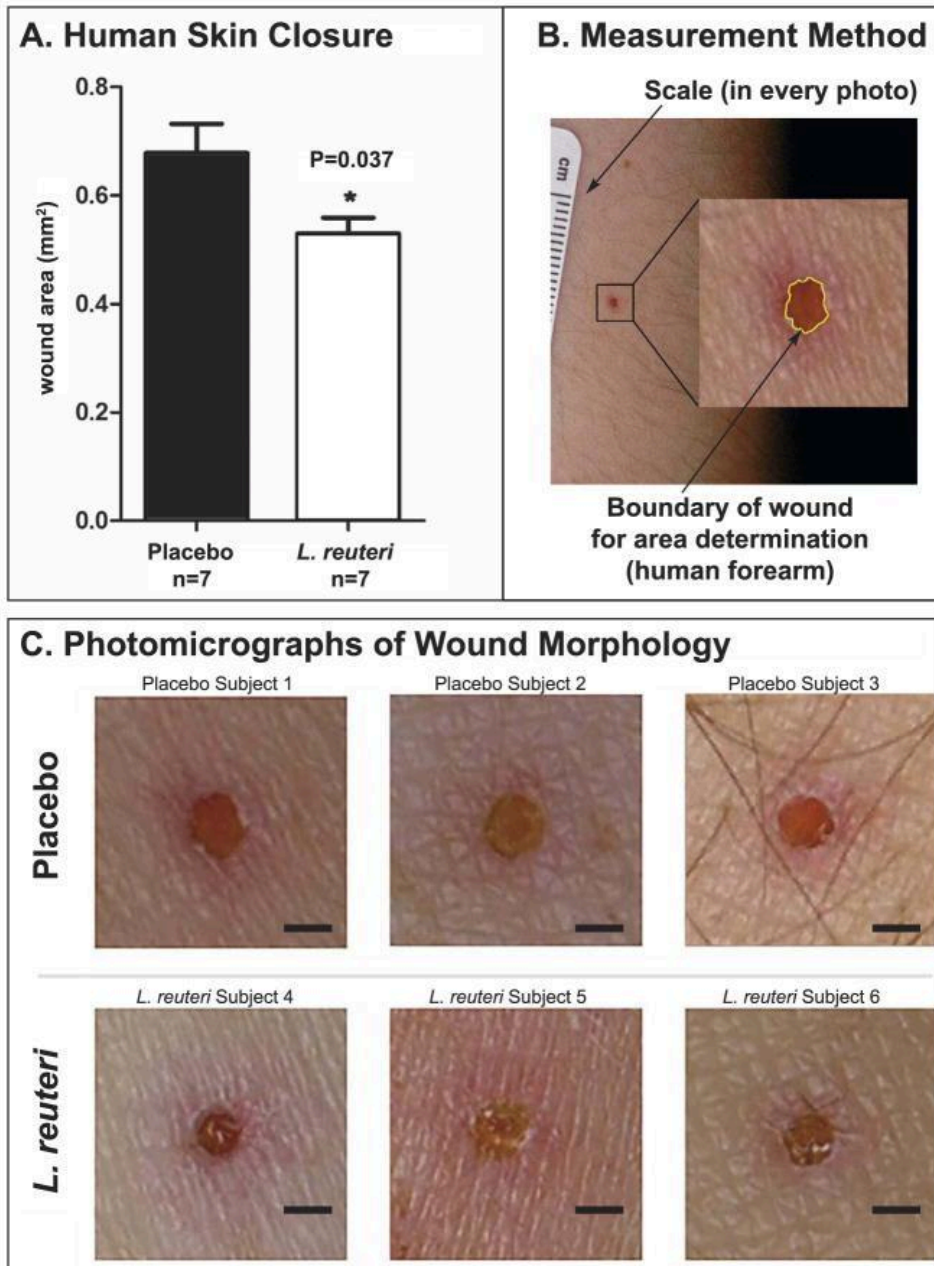 A. Human Skin Closure
0.8
0.6
0.4
0.2
0.0
wound area (mm²)
P=0.037
*
Placebo
n=7
L. reuteri
n=7
B. Measurement Method
Scale (in every photo)
cm
Boundary of wound
for area determination
(human forearm)
C. Photomicrographs of Wound Morphology
Placebo
Placebo Subject 1
Placebo Subject 2
Placebo Subject 3
L. reuteri
L. reuteri Subject 4
L. reuteri Subject 5
L. reuteri Subject 6